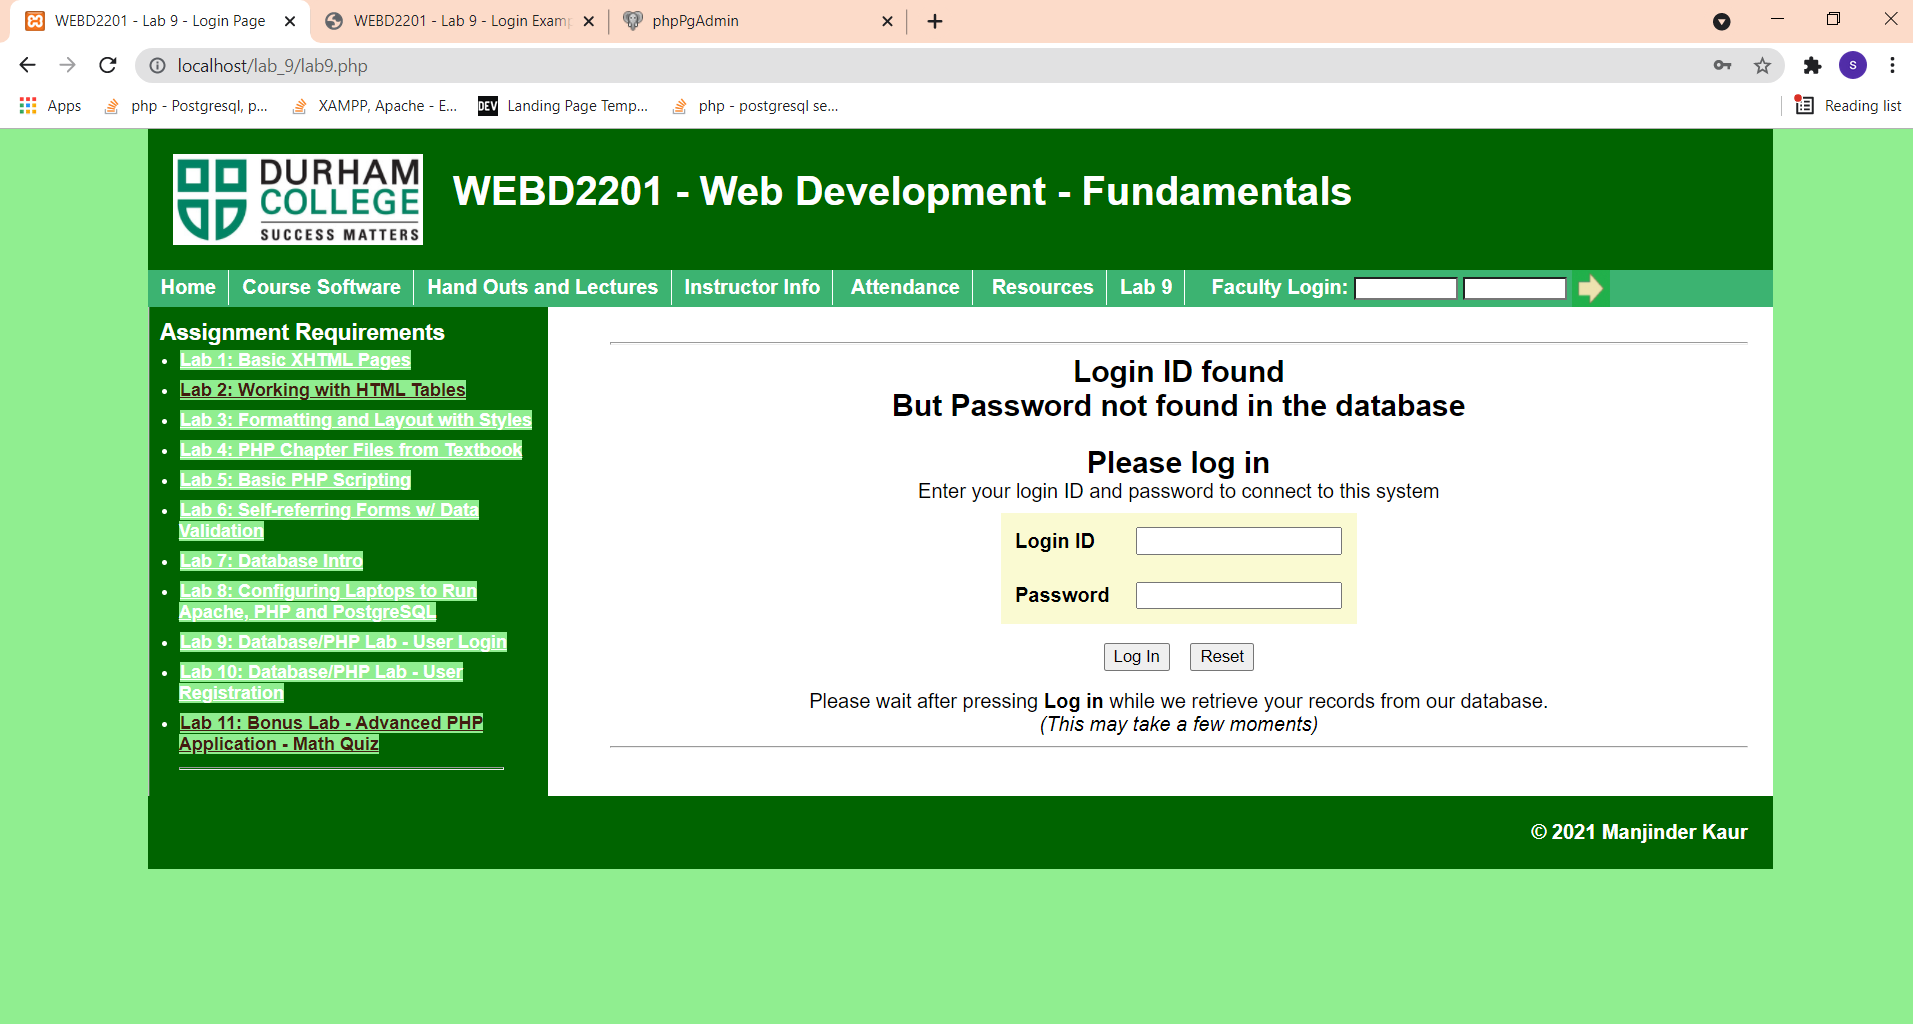 WEBD2201 - Lab 9 - Login Page
WEBD2201 - Lab 9 - Login Examp
phpPgAdmin
localhost/lab_9/lab9.php
S
Apps
php - Postgresql, p...
XAMPP, Apache - E...
DEV
Landing Page Temp...
php - postgresql se...
Reading list
DURHAM
COLLEGE
SUCCESS MATTERS
WEBD2201 - Web Development - Fundamentals
Home
Course Software
Hand Outs and Lectures
Instructor Info
Attendance
Resources
Lab 9
Faculty Login:
Assignment Requirements
Lab 1: Basic XHTML Pages
Lab 2: Working with HTML Tables
Lab 3: Formatting and Layout with Styles
Lab 4: PHP Chapter Files from Textbook
Lab 5: Basic PHP Scripting
Lab 6: Self-referring Forms w/ Data
Validation
Lab 7: Database Intro
Lab 8: Configuring Laptops to Run
Apache, PHP and PostgreSQL
Lab 9: Database/PHP Lab - User Login
Lab 10: Database/PHP Lab - User
Registration
Lab 11: Bonus Lab - Advanced PHP
Application - Math Quiz
Login ID found
But Password not found in the database
Please log in
Enter your login ID and password to connect to this system
Login ID
Password
Log In
Reset
Please wait after pressing Log in while we retrieve your records from our database.
(This may take a few moments)
© 2021 Manjinder Kaur